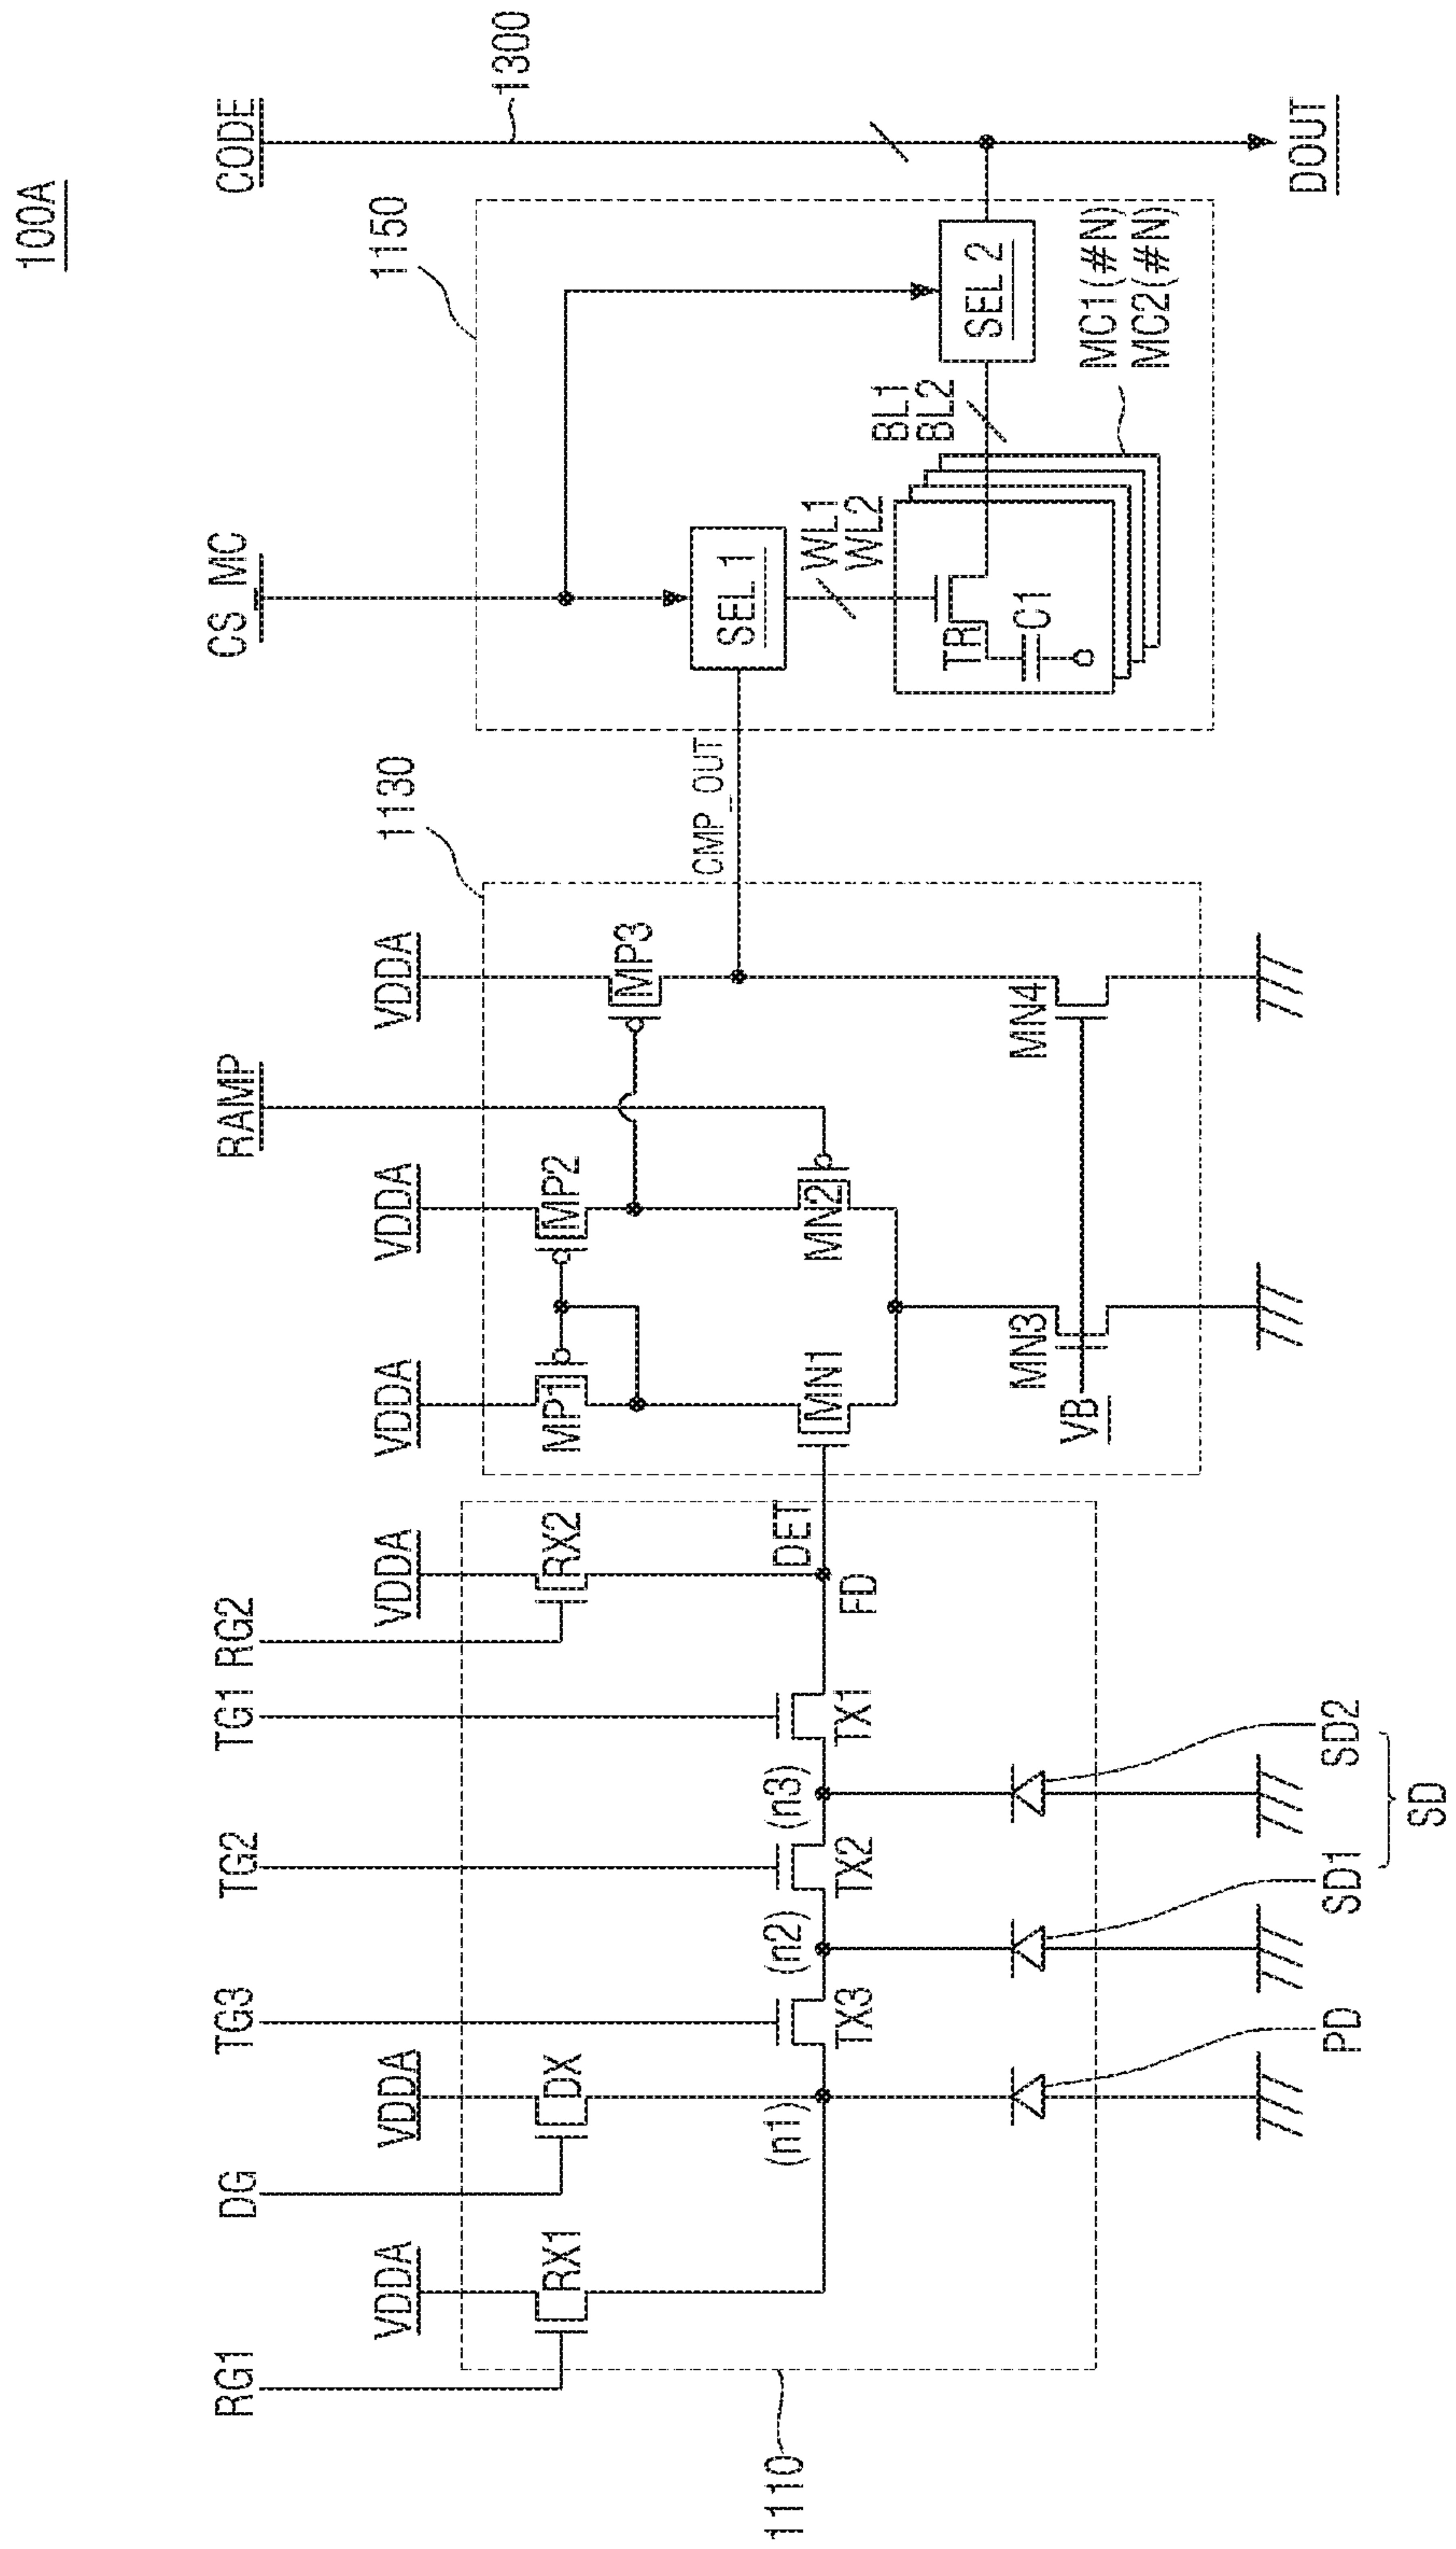 100A
RG1
DG
TG3
TG2
TG1
RG2
RAMP
CS_MC
CODE
1300
VDDA
VDDA
VDDA
VDDA
VDDA
VDDA
1130
1150
RX1
DX
RX2
MP1
MP2
MP3
CMP_OUT
SEL 1
SEL 2
(n1)
TX3
(n2)
TX2
(n3)
TX1
DET
FD
MN1
MN2
WL1
WL2
BL1
BL2
TR
C1
MC1(#N)
MC2(#N)
VB
MN3
MN4
1110
PD
SD1
SD2
SD
DOUT